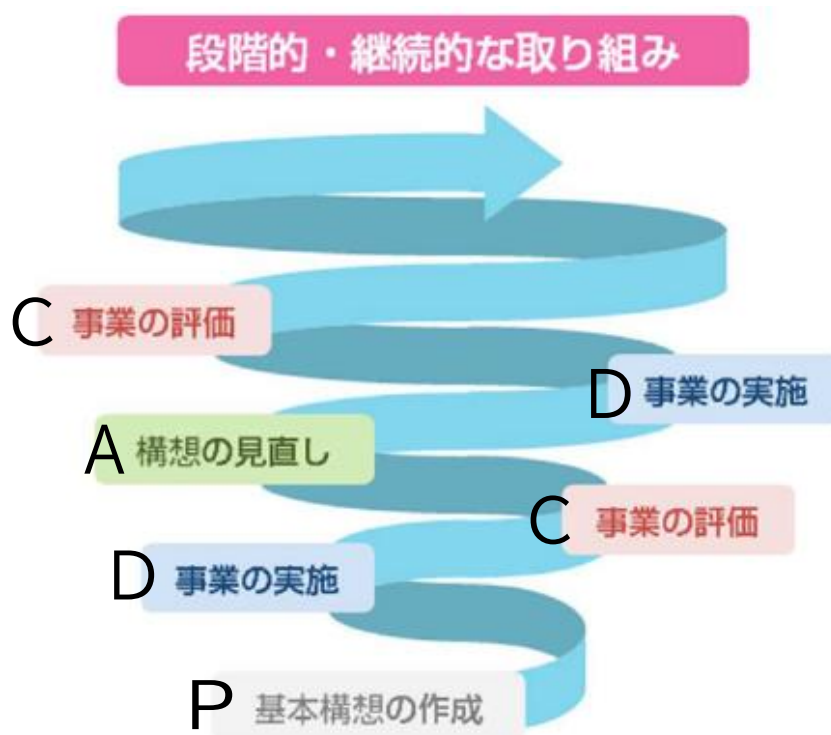 段階的・継続的な取り組み
C 事業の評価
D 事業の実施
A 構想の見直し
C 事業の評価
D 事業の実施
P 基本構想の作成